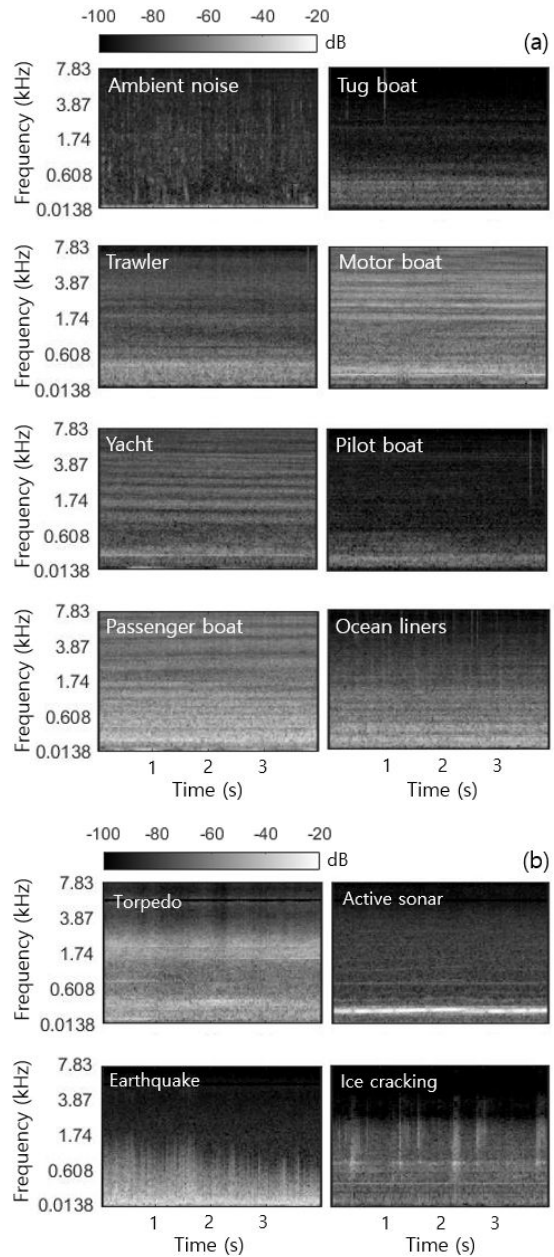 -100 -80 -60 -40 -20
dB
(a)
Frequency (kHz)
7.83
3.87
1.74
0.608
0.0138
Ambient noise
Tug boat
Frequency (kHz)
7.83
3.87
1.74
0.608
0.0138
Trawler
Motor boat
Frequency (kHz)
7.83
3.87
1.74
0.608
0.0138
Yacht
Pilot boat
Frequency (kHz)
7.83
3.87
1.74
0.608
0.0138
Passenger boat
Ocean liners
1 2 3
Time (s)
1 2 3
Time (s)
-100 -80 -60 -40 -20
dB
(b)
Frequency (kHz)
7.83
3.87
1.74
0.608
0.0138
Torpedo
Active sonar
Frequency (kHz)
7.83
3.87
1.74
0.608
0.0138
Earthquake
Ice cracking
1 2 3
Time (s)
1 2 3
Time (s)